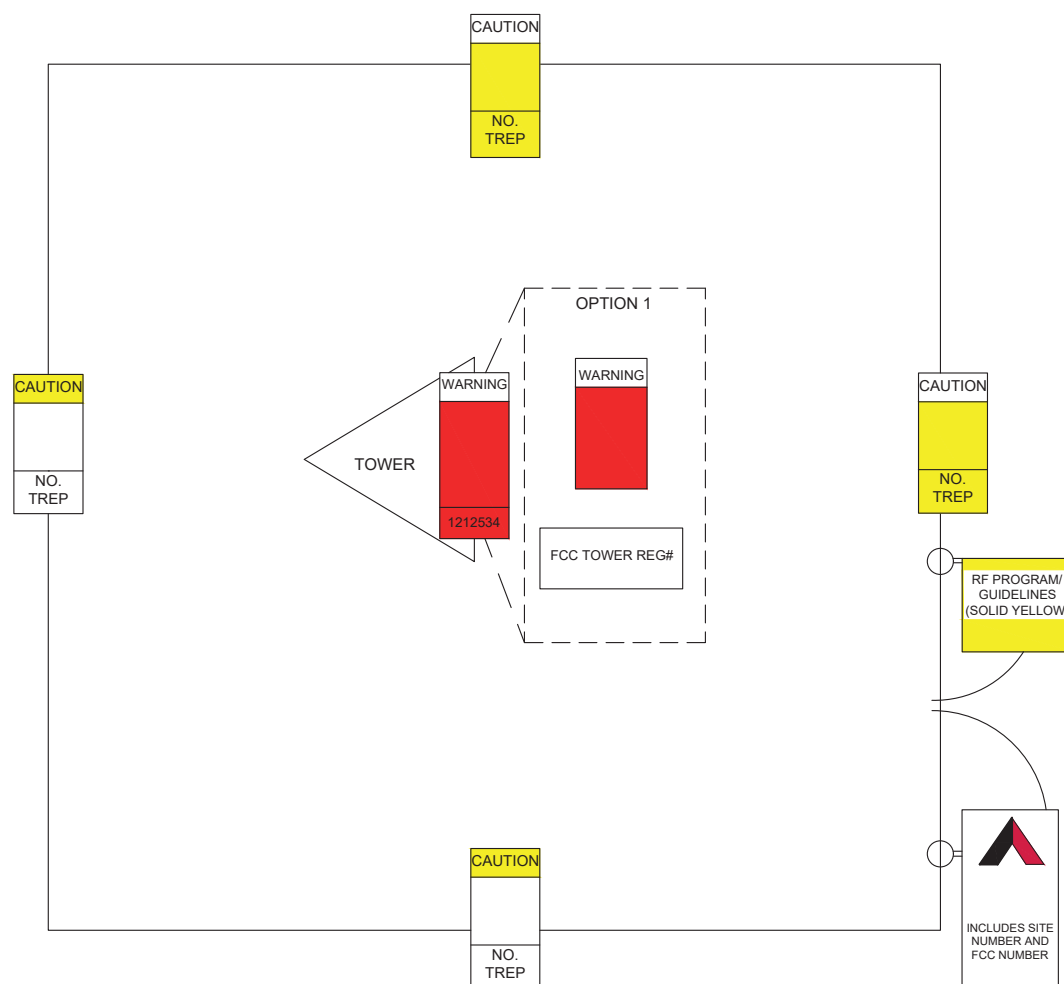 CAUTION
NO.
TREP
OPTION 1
WARNING
WARNING
CAUTION
NO.
TREP
TOWER
1212534
FCC TOWER REG#
CAUTION
NO.
TREP
RF PROGRAM/
GUIDELINES
(SOLID YELLOW
CAUTION
NO.
TREP
INCLUDES SITE
NUMBER AND
FCC NUMBER